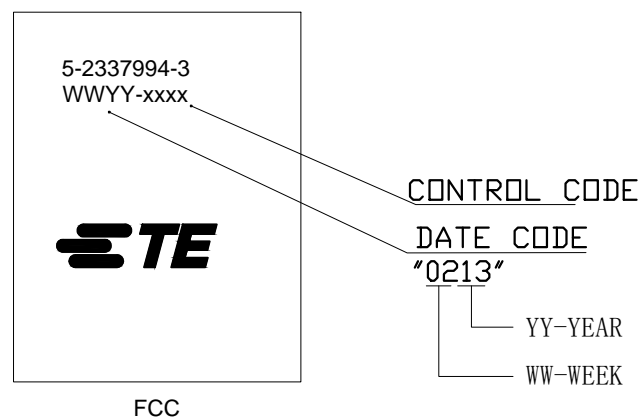 5-2337994-3
WWYY-xxxx
CONTROL CODE
TE
DATE CODE
"0213"
YY-YEAR
WW-WEEK
FCC